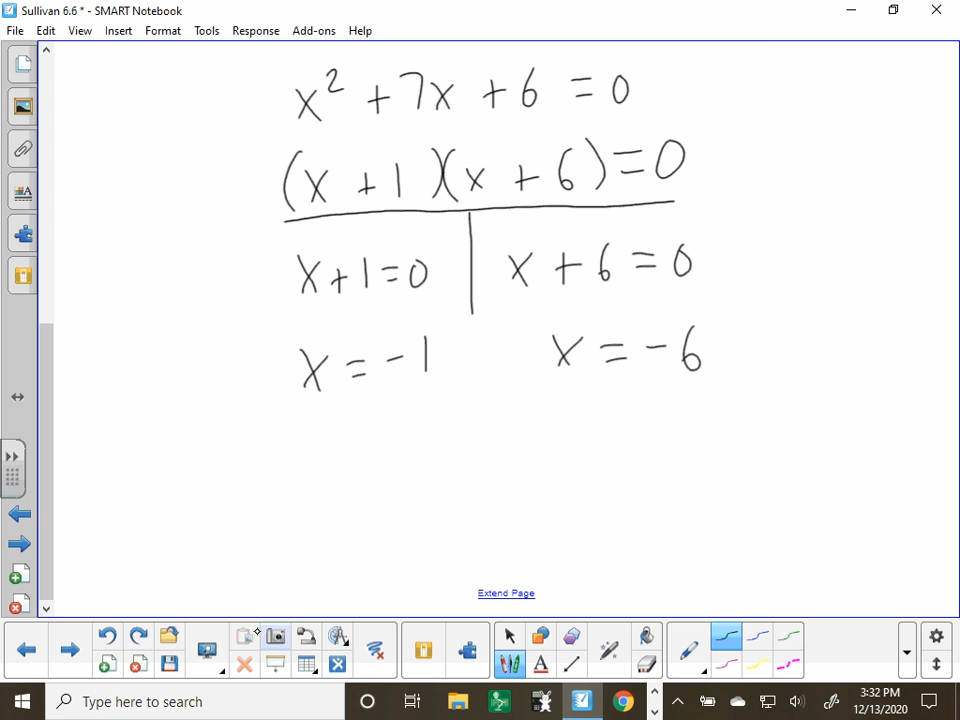 Sullivan 6.6 * - SMART Notebook
File Edit View Insert Format Tools Response Add-ons Help
x² + 7x + 6 = 0
(x + 1)(x + 6) = 0
x + 1 = 0 x + 6 = 0
x = -1 x = -6
Extend Page
Type here to search
3:32 PM
12/13/2020